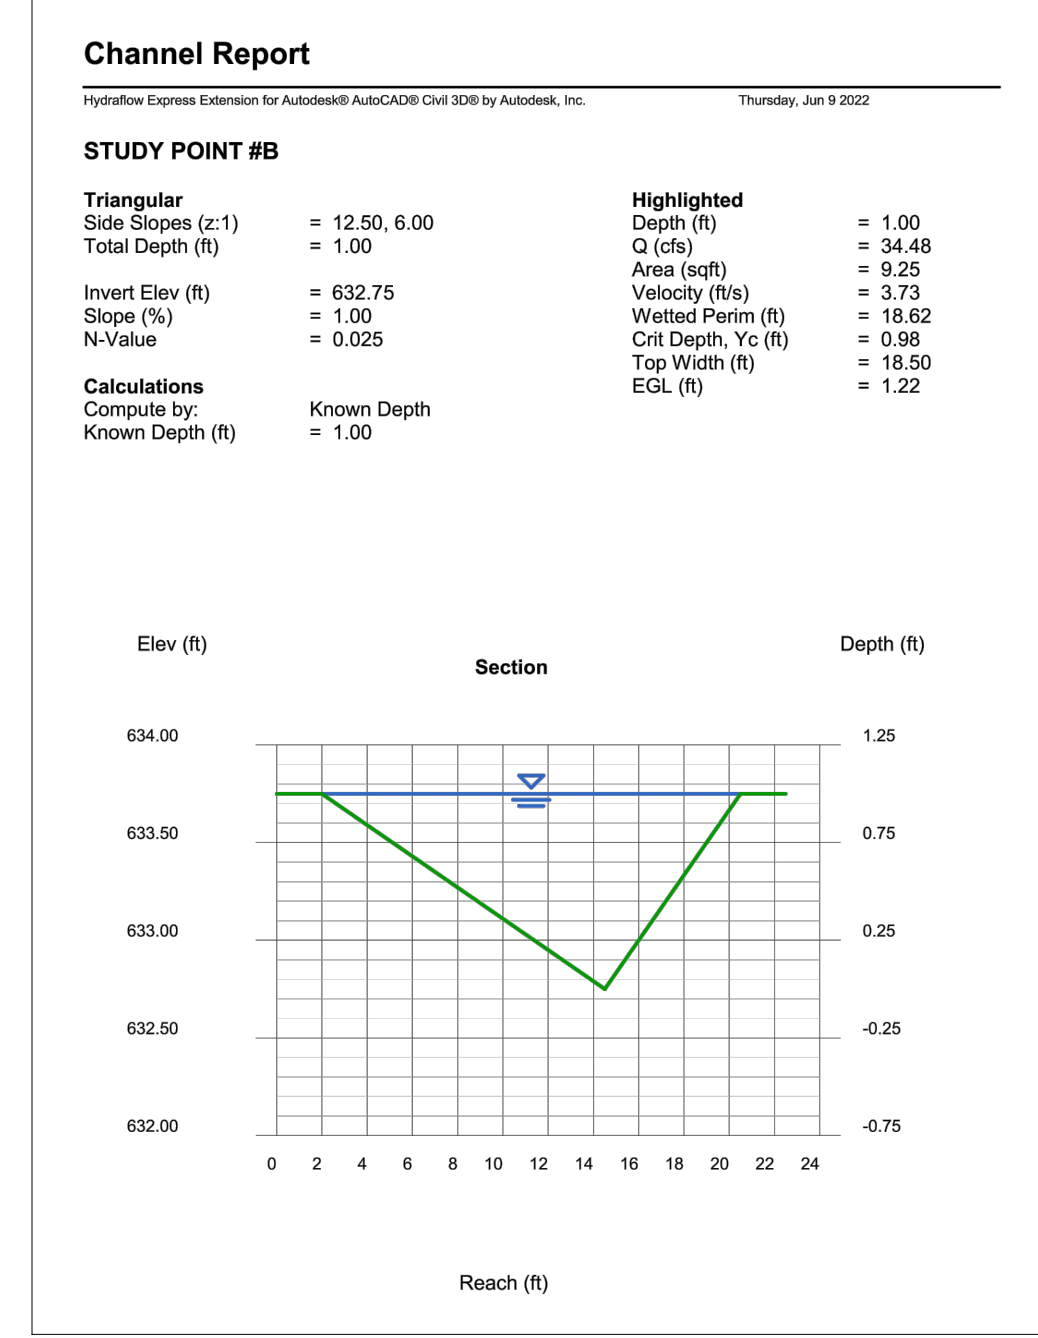 Channel Report
Hydraflow Express Extension for Autodesk® AutoCAD® Civil 3D® by Autodesk, Inc. Thursday, Jun 9 2022
STUDY POINT #B
Triangular
Side Slopes (z:1) = 12.50, 6.00
Total Depth (ft) = 1.00
Invert Elev (ft) = 632.75
Slope (%) = 1.00
N-Value = 0.025
Calculations
Compute by: Known Depth
Known Depth (ft) = 1.00
Highlighted
Depth (ft) = 1.00
Q (cfs) = 34.48
Area (sqft) = 9.25
Velocity (ft/s) = 3.73
Wetted Perim (ft) = 18.62
Crit Depth, Yc (ft) = 0.98
Top Width (ft) = 18.50
EGL (ft) = 1.22
Elev (ft) Depth (ft)
Section
634.00 1.25
633.50 0.75
633.00 0.25
632.50 -0.25
632.00 -0.75
0 2 4 6 8 10 12 14 16 18 20 22 24
Reach (ft)